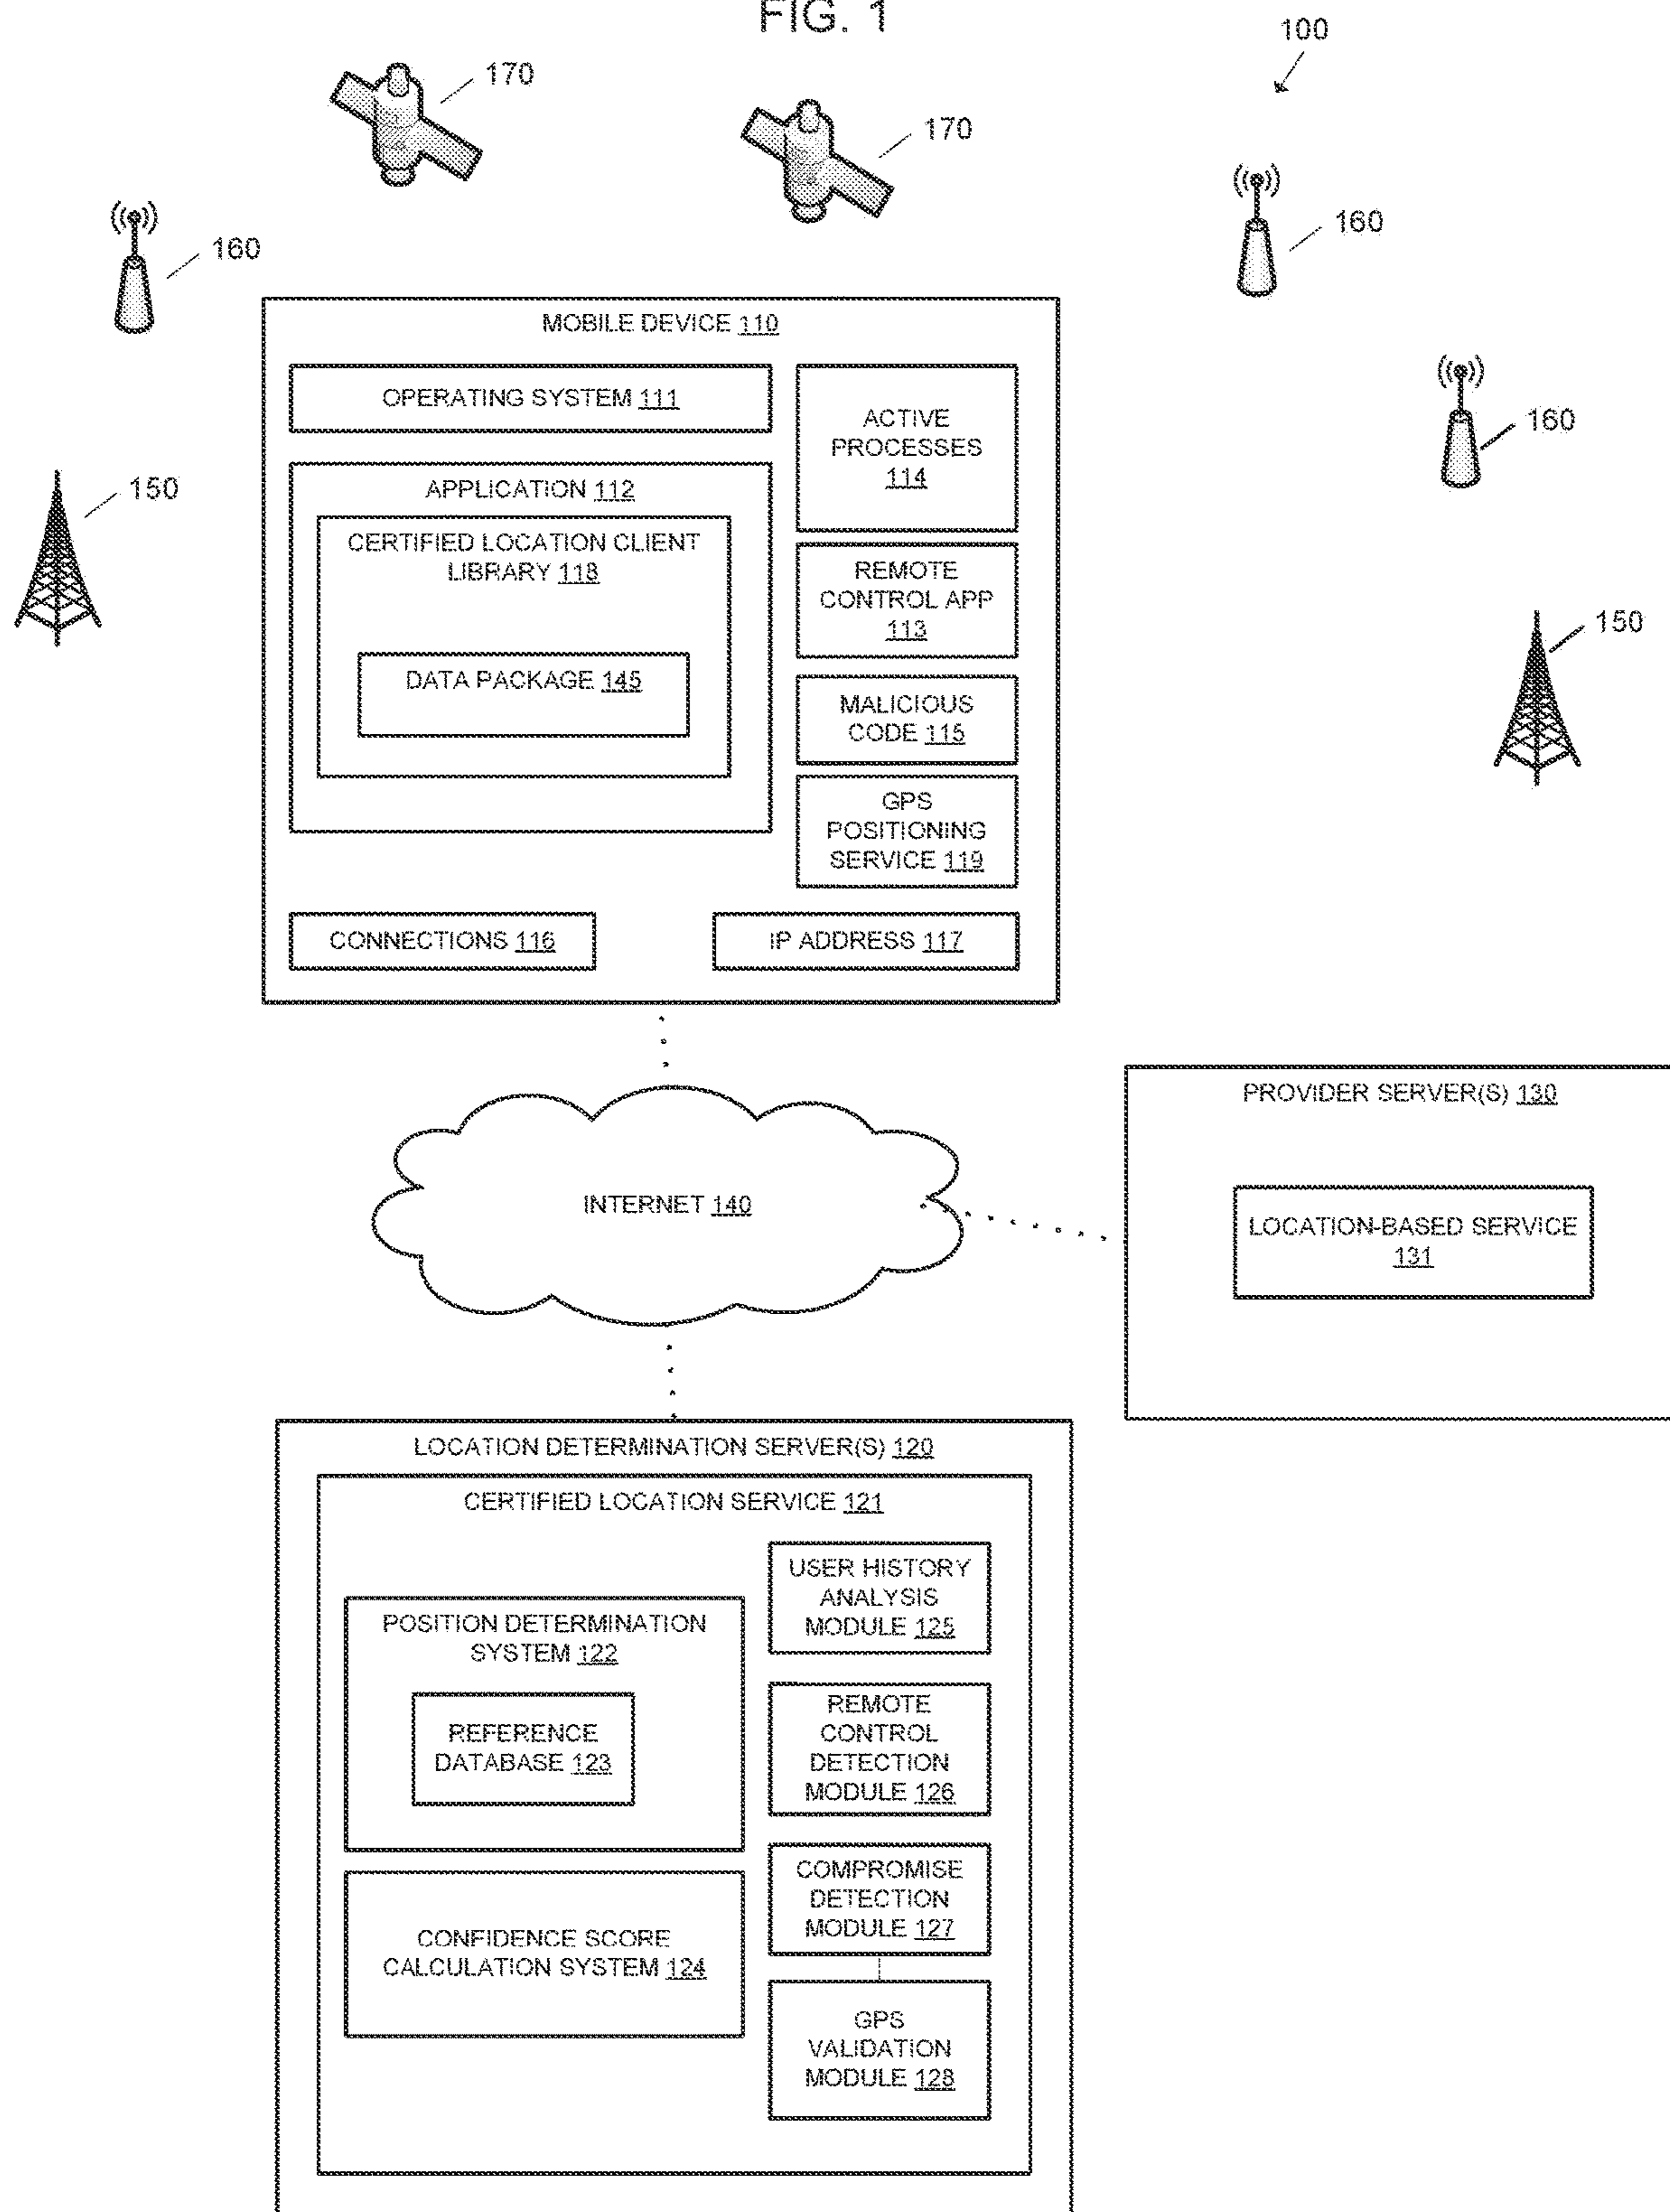 FIG. 1
100
170
170
160
160
160
150
150
MOBILE DEVICE 110
OPERATING SYSTEM 111
APPLICATION 112
CERTIFIED LOCATION CLIENT
LIBRARY 118
DATA PACKAGE 145
ACTIVE
PROCESSES
114
REMOTE
CONTROL APP
113
MALICIOUS
CODE 115
GPS
POSITIONING
SERVICE 119
CONNECTIONS 116
IP ADDRESS 117
INTERNET 140
PROVIDER SERVER(S) 130
LOCATION-BASED SERVICE
131
LOCATION DETERMINATION SERVER(S) 120
CERTIFIED LOCATION SERVICE 121
POSITION DETERMINATION
SYSTEM 122
REFERENCE
DATABASE 123
CONFIDENCE SCORE
CALCULATION SYSTEM 124
USER HISTORY
ANALYSIS
MODULE 125
REMOTE
CONTROL
DETECTION
MODULE 126
COMPROMISE
DETECTION
MODULE 127
GPS
VALIDATION
MODULE 128